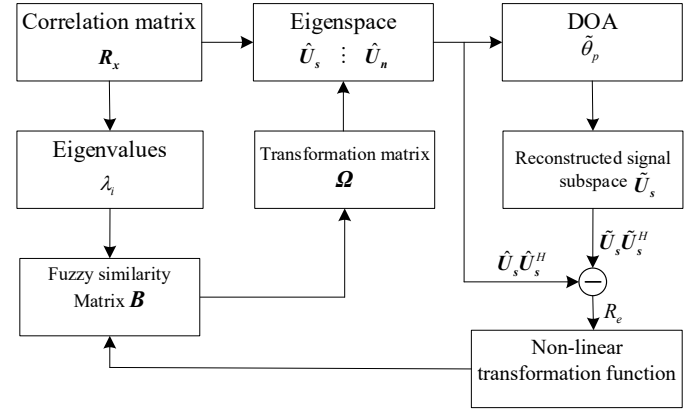 Correlation matrix
R_x
Eigenspace
Û_s ⋮ Û_n
DOA
θ̃_p
Eigenvalues
λ_i
Transformation matrix
Ω
Reconstructed signal
subspace Ũ_s
Ũ_sŨ_s^H
Û_sÛ_s^H
Fuzzy similarity
Matrix B
−
R_e
Non-linear
transformation function